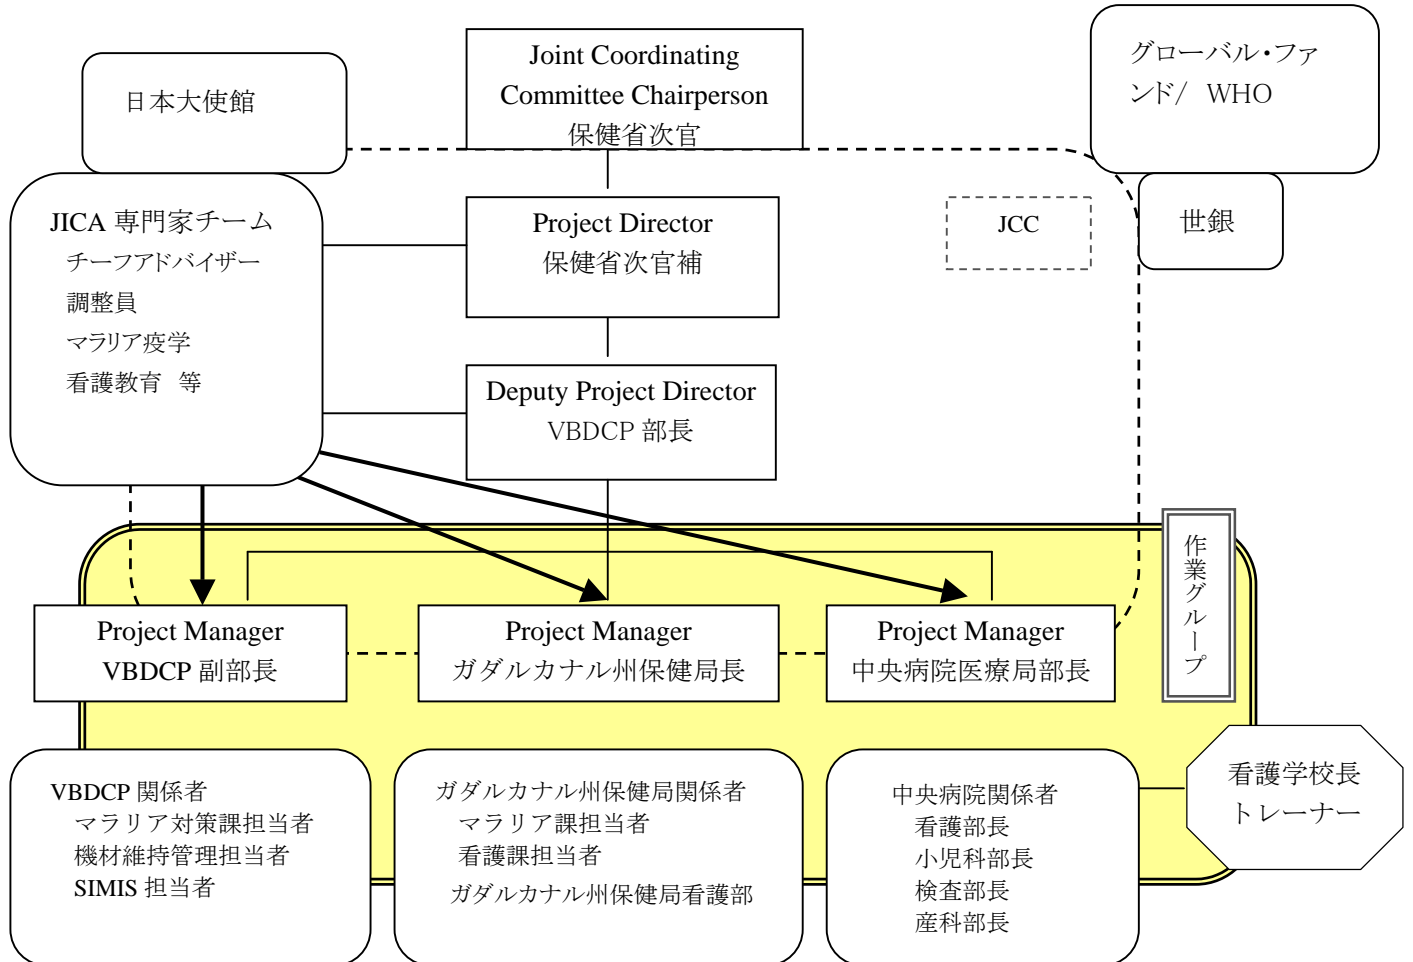 Joint Coordinating
Committee Chairperson
保健省次官
日本大使館
グローバル・ファ
ンド/ WHO
JICA 専門家チーム
チーフアドバイザー
調整員
マラリア疫学
看護教育 等
Project Director
保健省次官補
JCC
世銀
Deputy Project Director
VBDCP 部長
作業グループ
Project Manager
VBDCP 副部長
Project Manager
ガダルカナル州保健局長
Project Manager
中央病院医療局部長
VBDCP 関係者
マラリア対策課担当者
機材維持管理担当者
SIMIS 担当者
ガダルカナル州保健局関係者
マラリア課担当者
看護課担当者
ガダルカナル州保健局看護部
中央病院関係者
看護部長
小児科部長
検査部長
産科部長
看護学校長
トレーナー